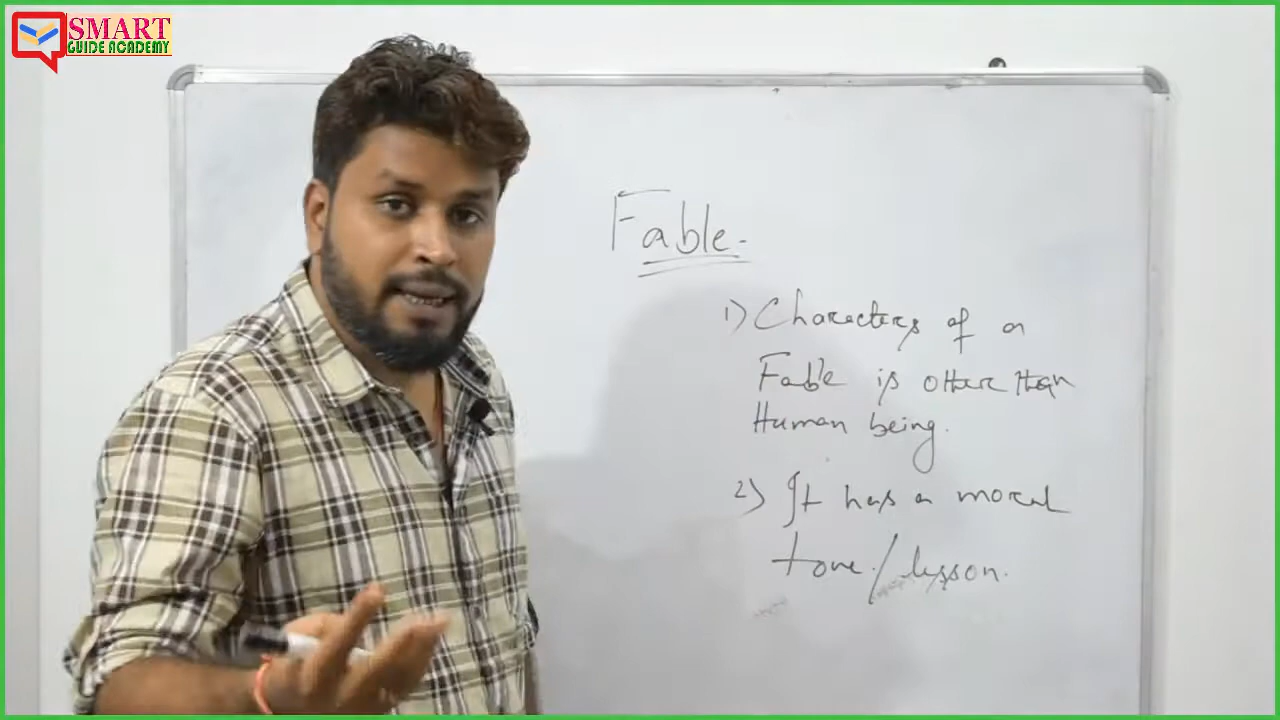 SMART
GUIDE ACADEMY
Fable.
1) Characters of a
Fable is other than
Human being.
2) It has a moral
tone./lesson.